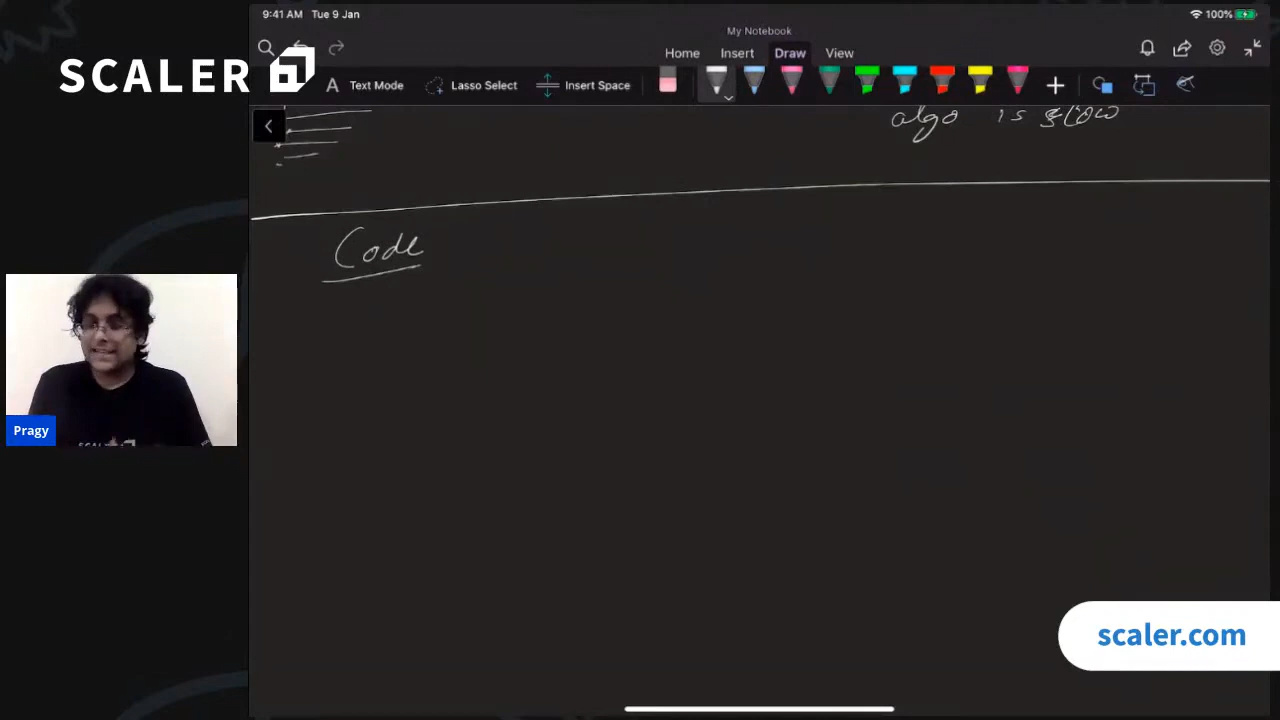 9:41 AM Tue 9 Jan
100%
My Notebook
SCALER
Home Insert Draw View
A Text Mode Lasso Select Insert Space
algo is slow
Code
Pragy
scaler.com